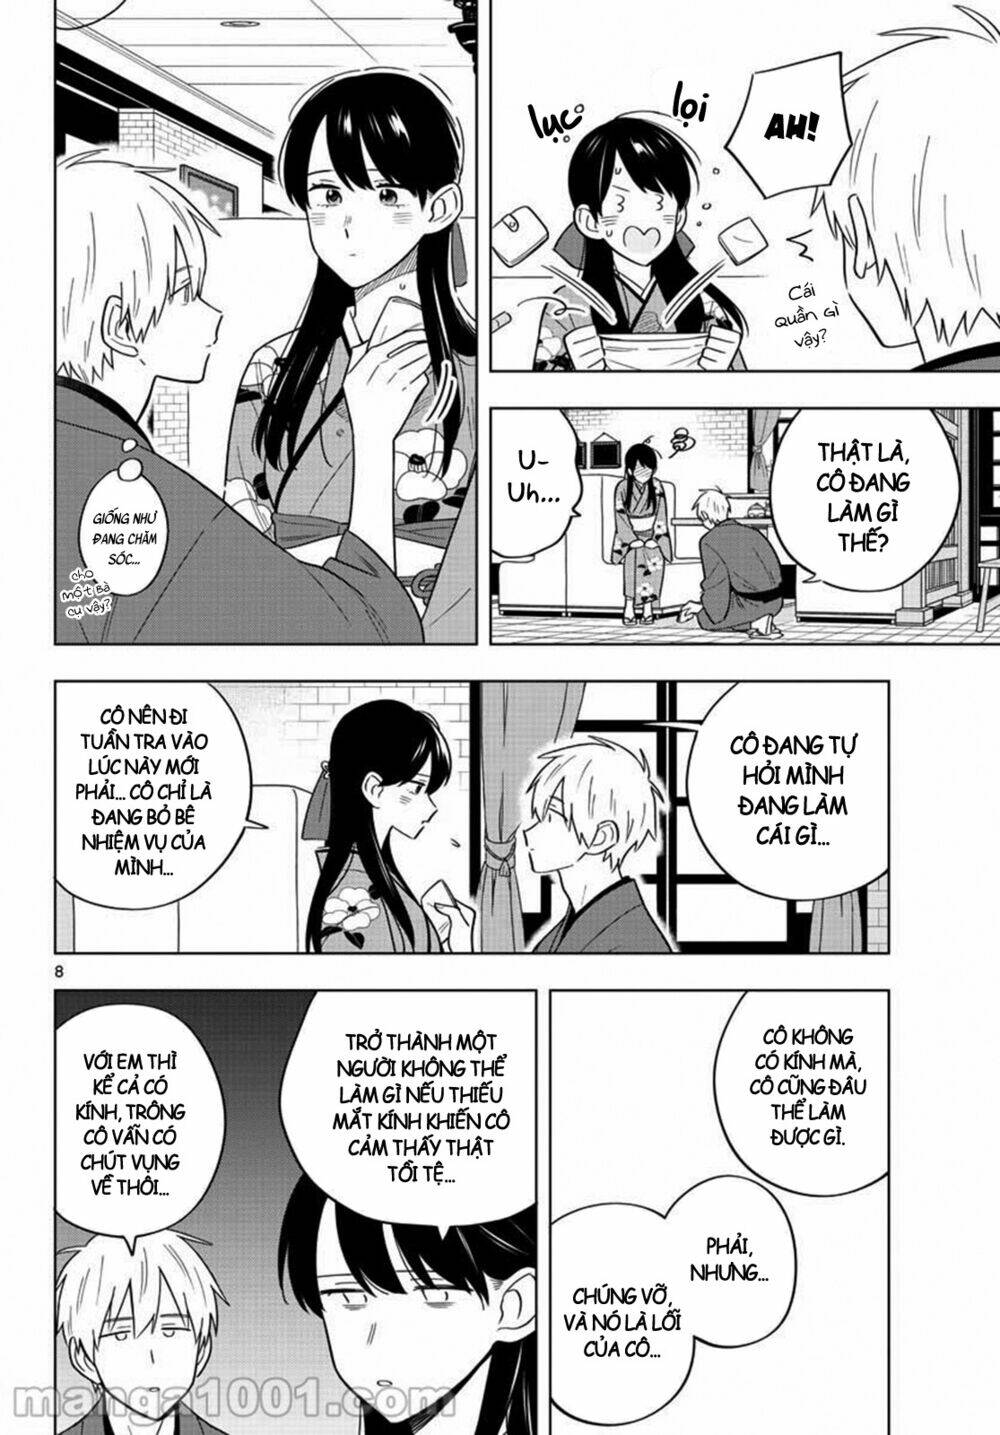 lục
lọi
AH!
Cái
quần gì
vậy?
GIỐNG NHƯ
ĐANG CHĂM
SÓC...
cho
một bà
cụ vậy?
THẬT LÀ,
CÔ ĐANG
LÀM GÌ
THẾ?
U-
Uh...
CÔ ĐANG TỰ
HỎI MÌNH
ĐANG LÀM
CÁI GÌ...
CÔ NÊN ĐI
TUẦN TRA VÀO
LÚC NÀY MỚI
PHẢI... CÔ CHỈ LÀ
ĐANG BỎ BÊ
NHIỆM VỤ CỦA
MÌNH...
8
CÔ KHÔNG
CÓ KÍNH MÀ,
CÔ CŨNG ĐÂU
THỂ LÀM
ĐƯỢC GÌ.
PHẢI,
NHƯNG...
CHÚNG VỠ,
VÀ NÓ LÀ LỖI
CỦA CÔ...
TRỞ THÀNH MỘT
NGƯỜI KHÔNG THỂ
LÀM GÌ NẾU THIẾU
MẮT KÍNH KHIẾN CÔ
CẢM THẤY THẬT
TỒI TỆ...
VỚI EM THÌ
KỂ CẢ CÓ
KÍNH, TRÔNG
CÔ VẪN CÓ
CHÚT VỤNG
VỀ THÔI...
manga1001.com